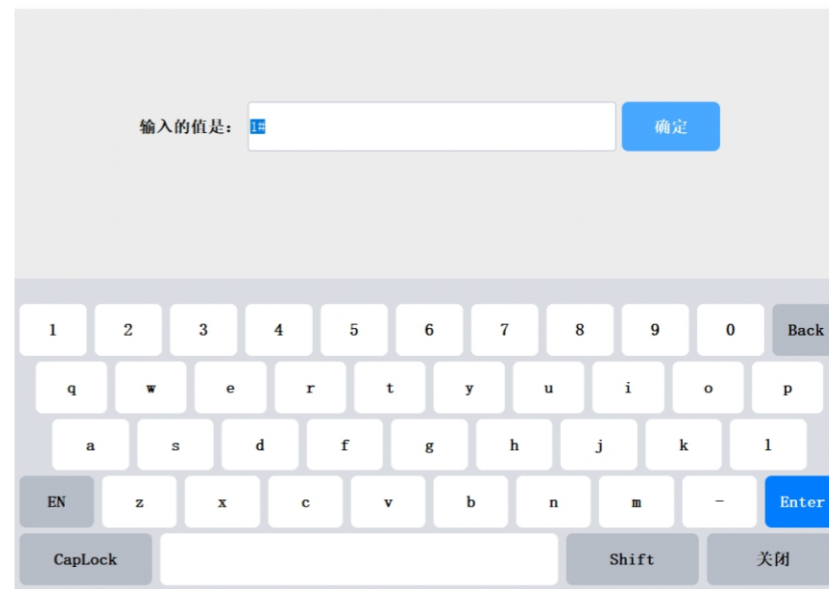 输入的值是： 1# 确定
1 2 3 4 5 6 7 8 9 0 Back
q w e r t y u i o p
a s d f g h j k l
EN z x c v b n m - Enter
CapLock Shift 关闭